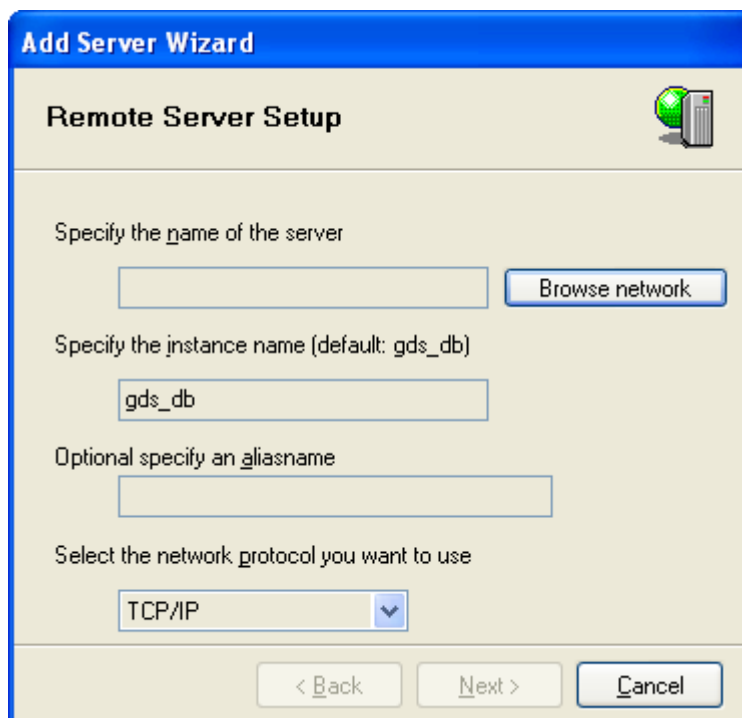 Add Server Wizard
Remote Server Setup
Specify the name of the server
Browse network
Specify the instance name (default: gds_db)
gds_db
Optional specify an aliasname
Select the network protocol you want to use
TCP/IP
< Back Next > Cancel